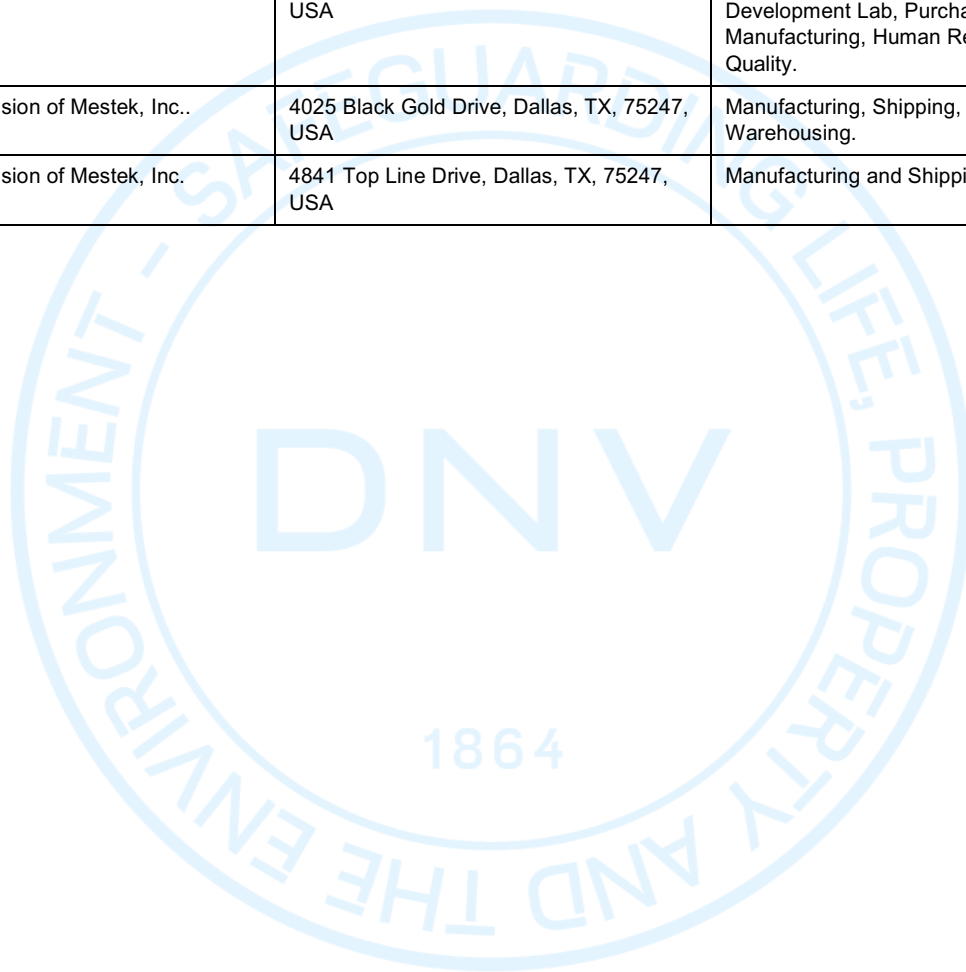 USA
Development Lab, Purcha
Manufacturing, Human Re
Quality.
sion of Mestek, Inc..
4025 Black Gold Drive, Dallas, TX, 75247,
USA
Manufacturing, Shipping,
Warehousing.
sion of Mestek, Inc.
4841 Top Line Drive, Dallas, TX, 75247,
USA
Manufacturing and Shippi
SAFEGUARDING LIFE, PROPERTY AND THE ENVIRONMENT -
DNV
1864